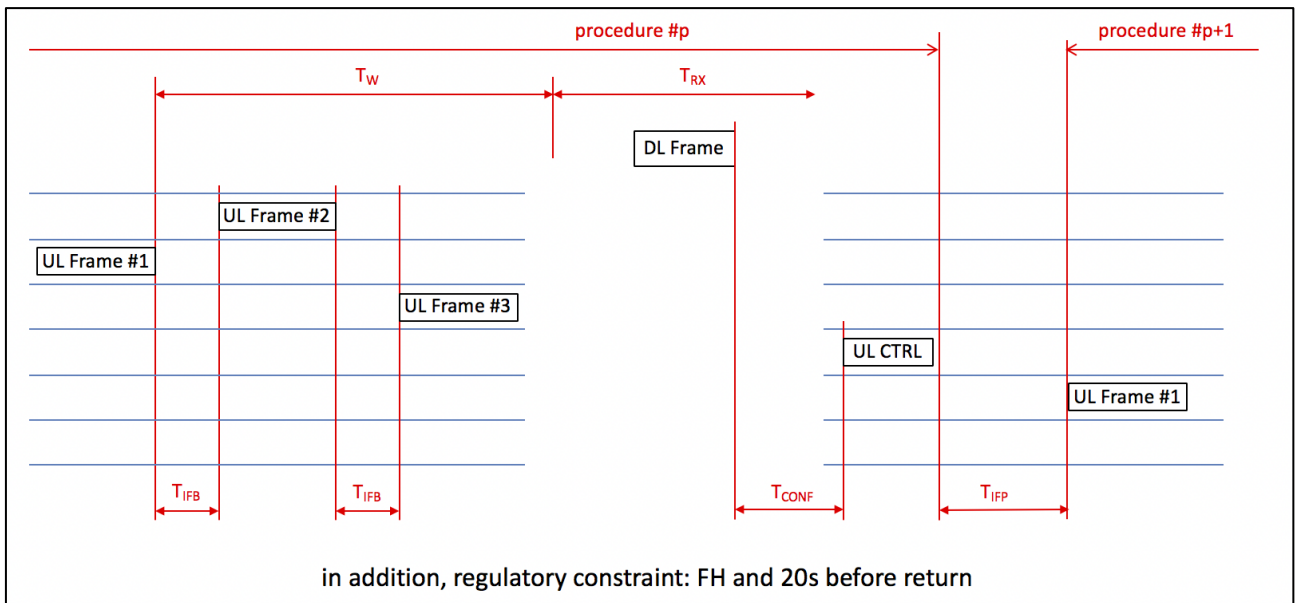 procedure #p
procedure #p+1
TW
TRX
DL Frame
UL Frame #2
UL Frame #1
UL Frame #3
UL CTRL
UL Frame #1
TIFB
TIFB
TCONF
TIFP
in addition, regulatory constraint: FH and 20s before return